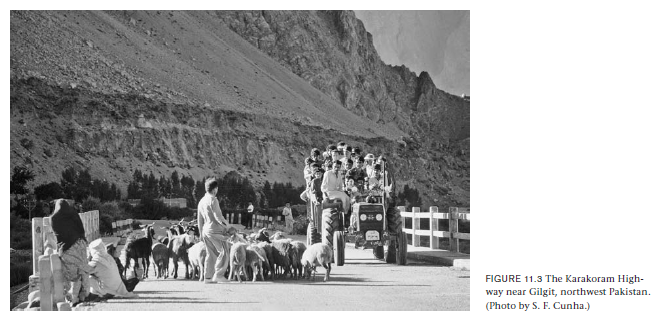 FIGURE 11.3 The Karakoram High-
way near Gilgit, northwest Pakistan.
(Photo by S. F. Cunha.)